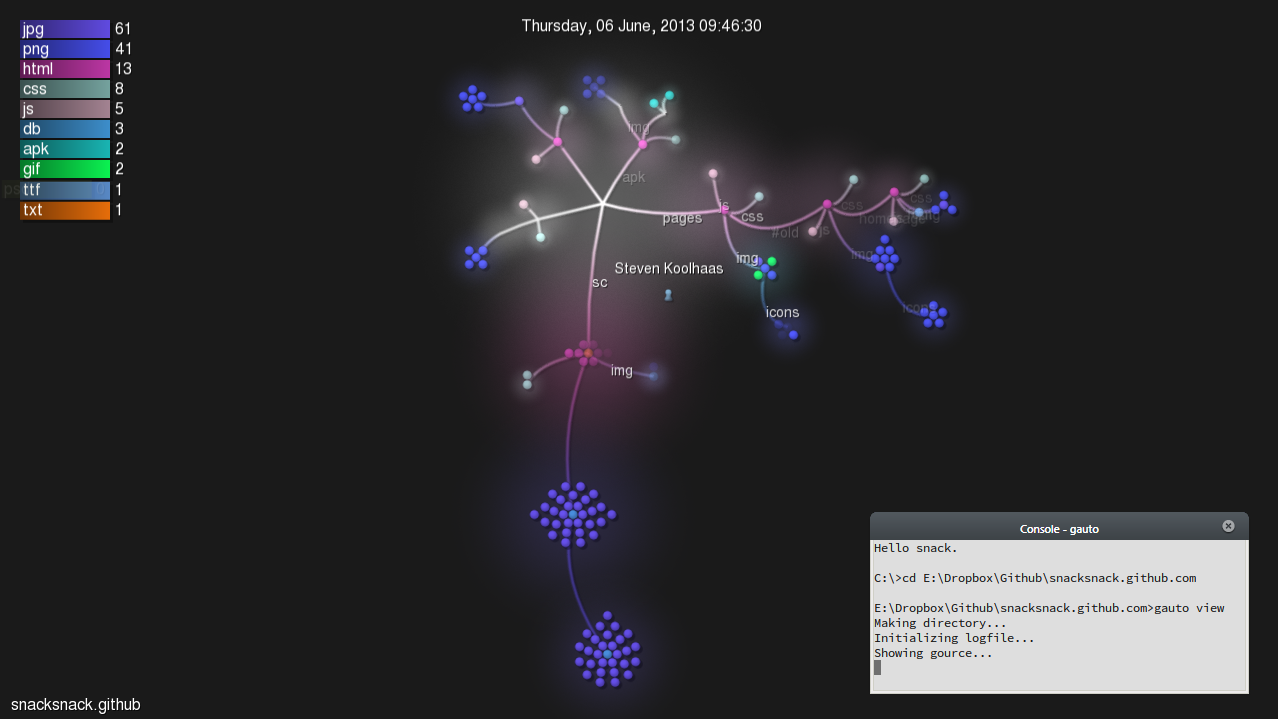 Thursday, 06 June, 2013 09:46:30
jpg 61
png 41
html 13
css 8
js 5
db 3
apk 2
gif 2
ttf 1
txt 1
img
apk
pages
js
css
#old
js
css
home
css
img
img
icons
Steven Koolhaas
sc
img
icons
img
Console - gauto
Hello snack.
C:\>cd E:\Dropbox\Github\snacksnack.github.com
E:\Dropbox\Github\snacksnack.github.com>gauto view
Making directory...
Initializing logfile...
Showing gource...
snacksnack.github